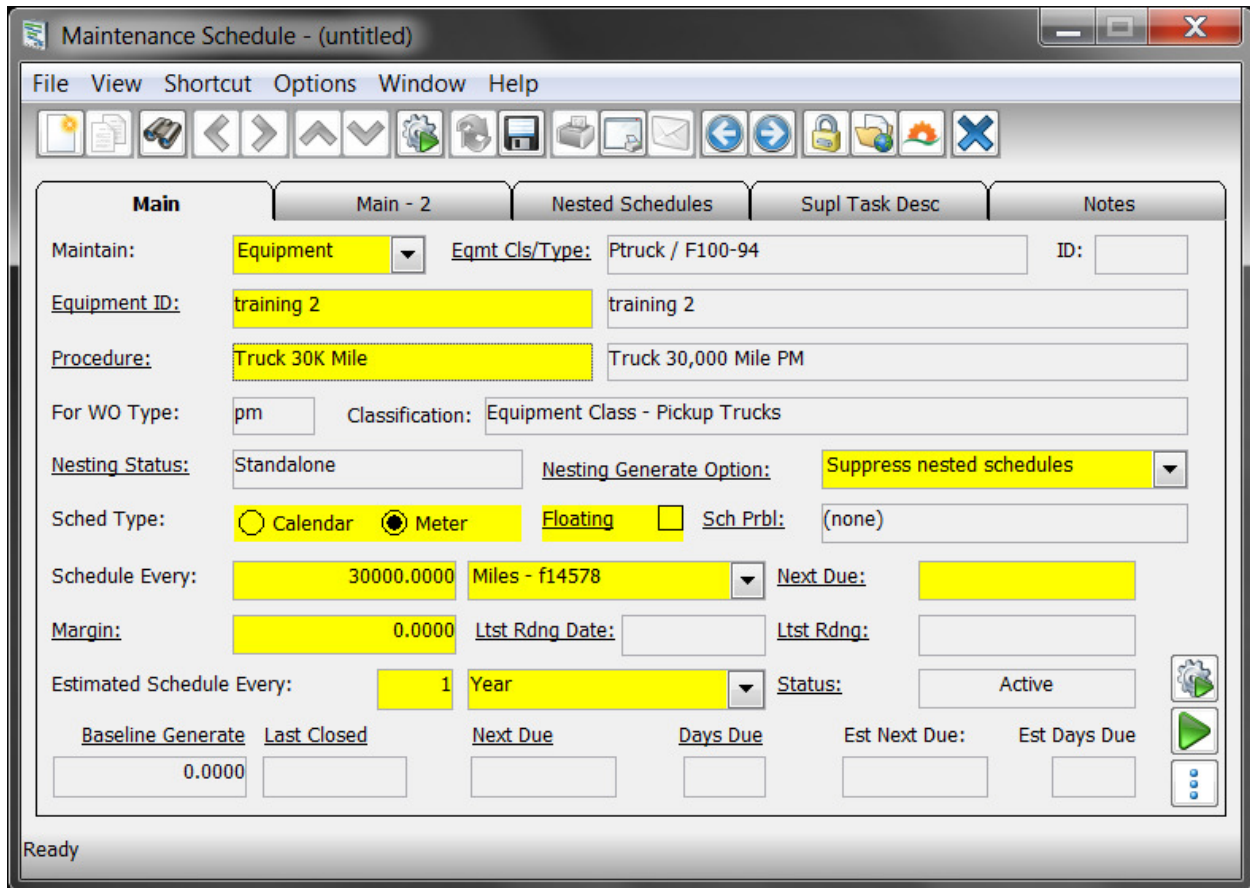 Maintenance Schedule - (untitled)
File View Shortcut Options Window Help
Main Main - 2 Nested Schedules Supl Task Desc Notes
Maintain: Equipment Eqmt Cls/Type: Ptruck / F100-94 ID:
Equipment ID: training 2 training 2
Procedure: Truck 30K Mile Truck 30,000 Mile PM
For WO Type: pm Classification: Equipment Class - Pickup Trucks
Nesting Status: Standalone Nesting Generate Option: Suppress nested schedules
Sched Type: Calendar Meter Floating Sch Prbl: (none)
Schedule Every: 30000.0000 Miles - f14578 Next Due:
Margin: 0.0000 Ltst Rdng Date: Ltst Rdng:
Estimated Schedule Every: 1 Year Status: Active
Baseline Generate Last Closed Next Due Days Due Est Next Due: Est Days Due
0.0000
Ready